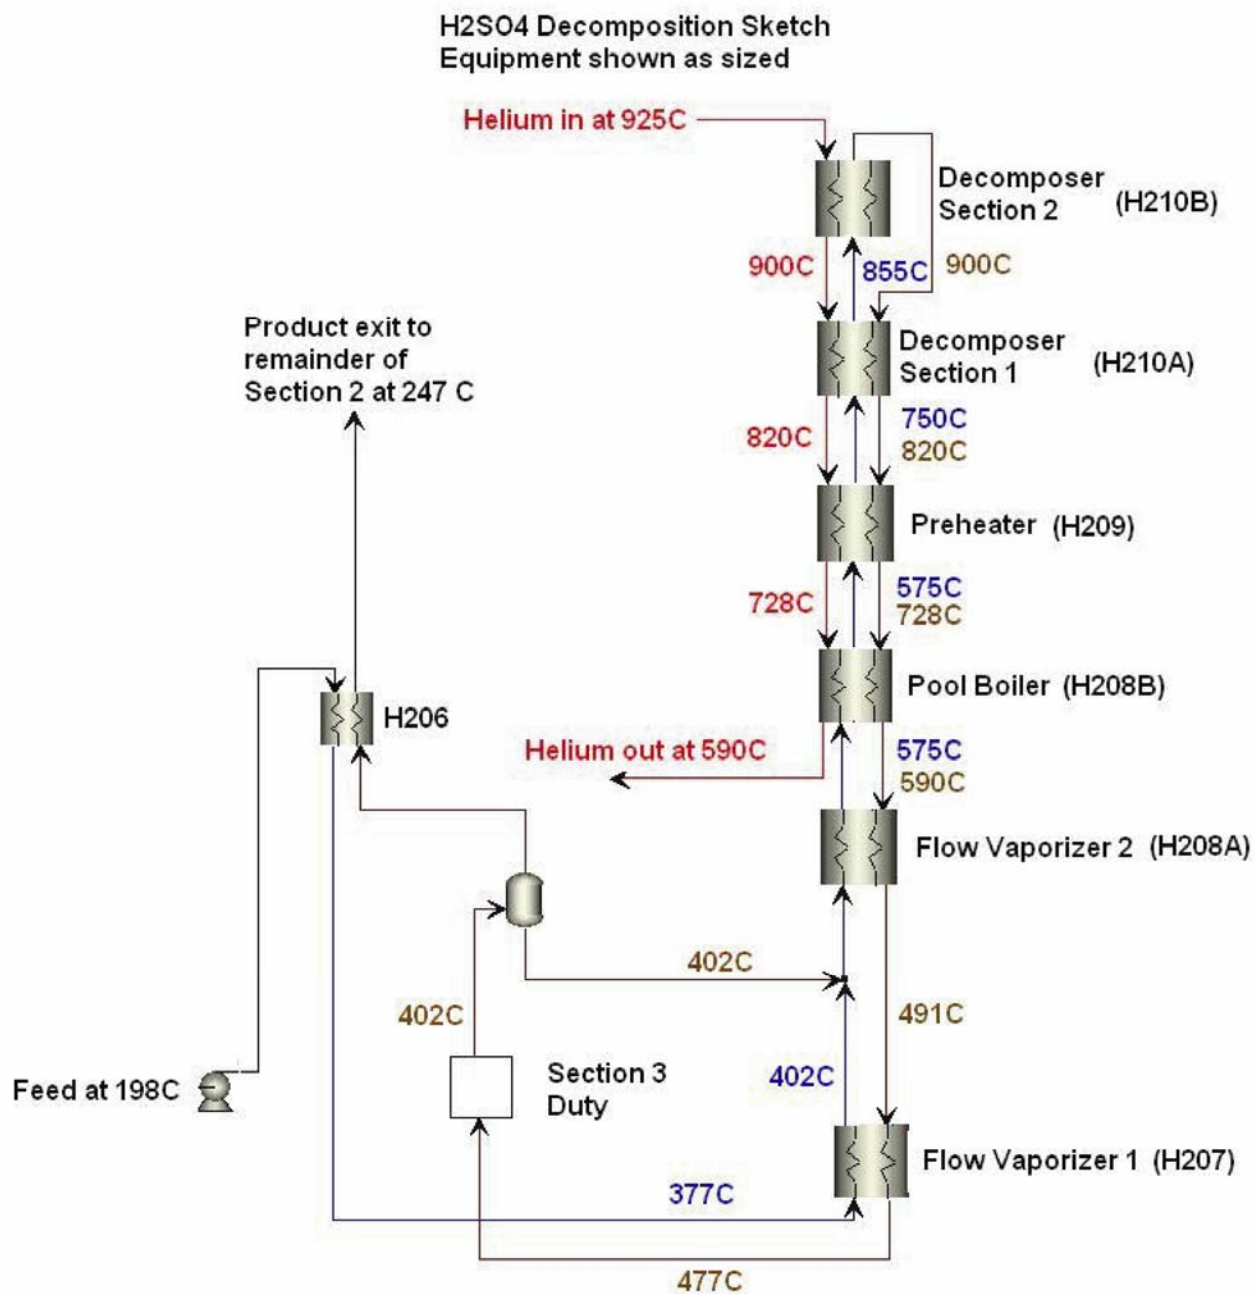 H2SO4 Decomposition Sketch
Equipment shown as sized
Helium in at 925C
Decomposer
Section 2
(H210B)
900C
855C
900C
Product exit to
remainder of
Section 2 at 247 C
Decomposer
Section 1
(H210A)
820C
750C
820C
Preheater (H209)
728C
575C
728C
Pool Boiler (H208B)
H206
Helium out at 590C
575C
590C
Flow Vaporizer 2 (H208A)
402C
402C
491C
402C
Feed at 198C
Section 3
Duty
Flow Vaporizer 1 (H207)
377C
477C